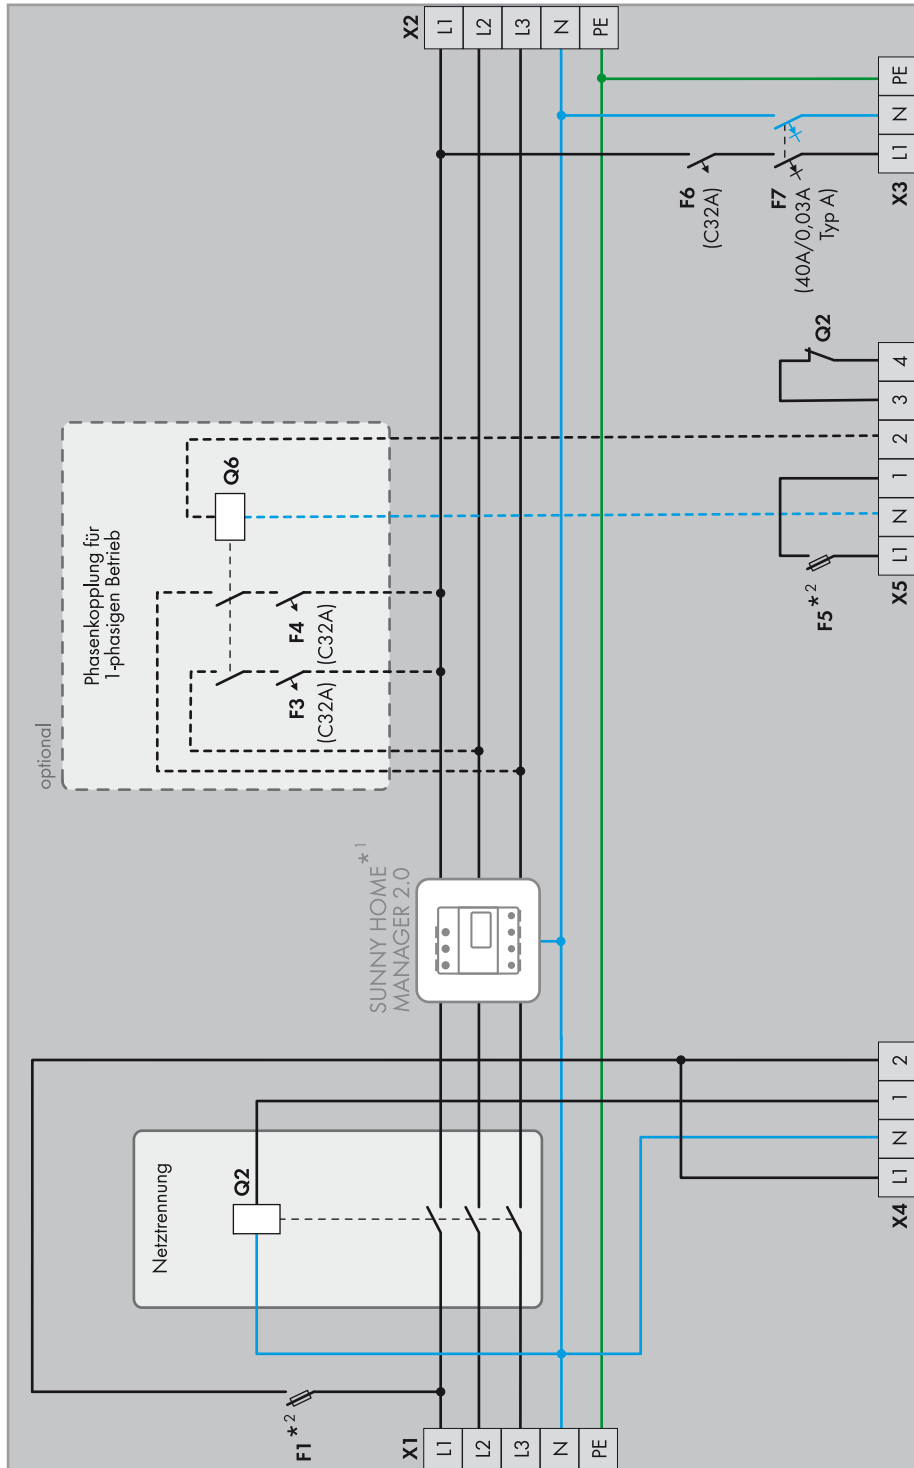 X1
L1
L2
L3
N
PE
F1 *2
Netztrennung
Q2
X4
L1
N
1
2
SUNNY HOME *1
MANAGER 2.0
optional
Phasenkopplung für
1-phasigen Betrieb
Q6
F3
(C32A)
F4
(C32A)
F5 *2
X5
L1
N
1
2
3
4
Q2
F6
(C32A)
F7
(40A/0,03A
Typ A)
X2
L1
L2
L3
N
PE
X3
L1
N
PE